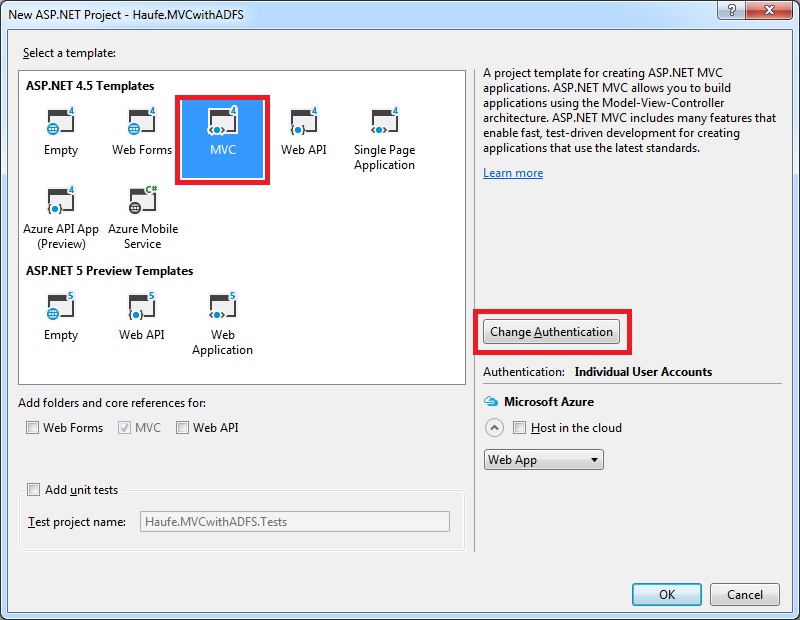 New ASP.NET Project - Haufe.MVCwithADFS
Select a template:
ASP.NET 4.5 Templates
4
4
4
4
4
Empty
Web Forms
MVC
Web API
Single Page
Application
4
C#
Azure API App
(Preview)
Azure Mobile
Service
ASP.NET 5 Preview Templates
5
5
5
Empty
Web API
Web
Application
Add folders and core references for:
Web Forms
MVC
Web API
Add unit tests
Test project name:
Haufe.MVCwithADFS.Tests
A project template for creating ASP.NET MVC
applications. ASP.NET MVC allows you to build
applications using the Model-View-Controller
architecture. ASP.NET MVC includes many features that
enable fast, test-driven development for creating
applications that use the latest standards.
Learn more
Change Authentication
Authentication: Individual User Accounts
Microsoft Azure
Host in the cloud
Web App
OK
Cancel